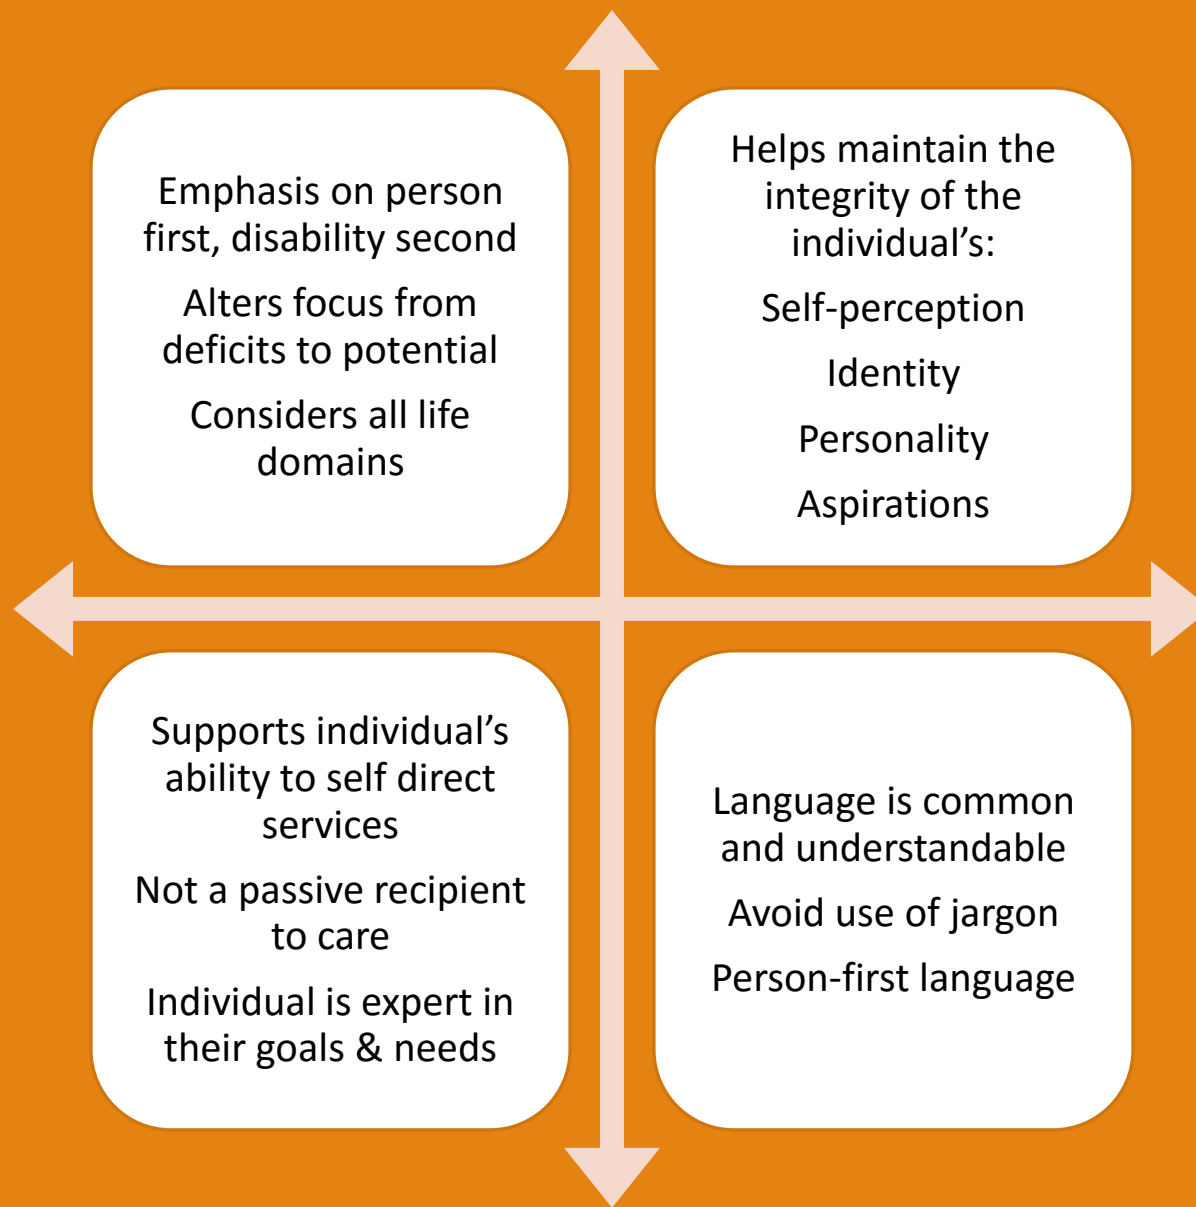 Emphasis on person
first, disability second
Alters focus from
deficits to potential
Considers all life
domains
Helps maintain the
integrity of the
individual’s:
Self-perception
Identity
Personality
Aspirations
Supports individual’s
ability to self direct
services
Not a passive recipient
to care
Individual is expert in
their goals & needs
Language is common
and understandable
Avoid use of jargon
Person-first language